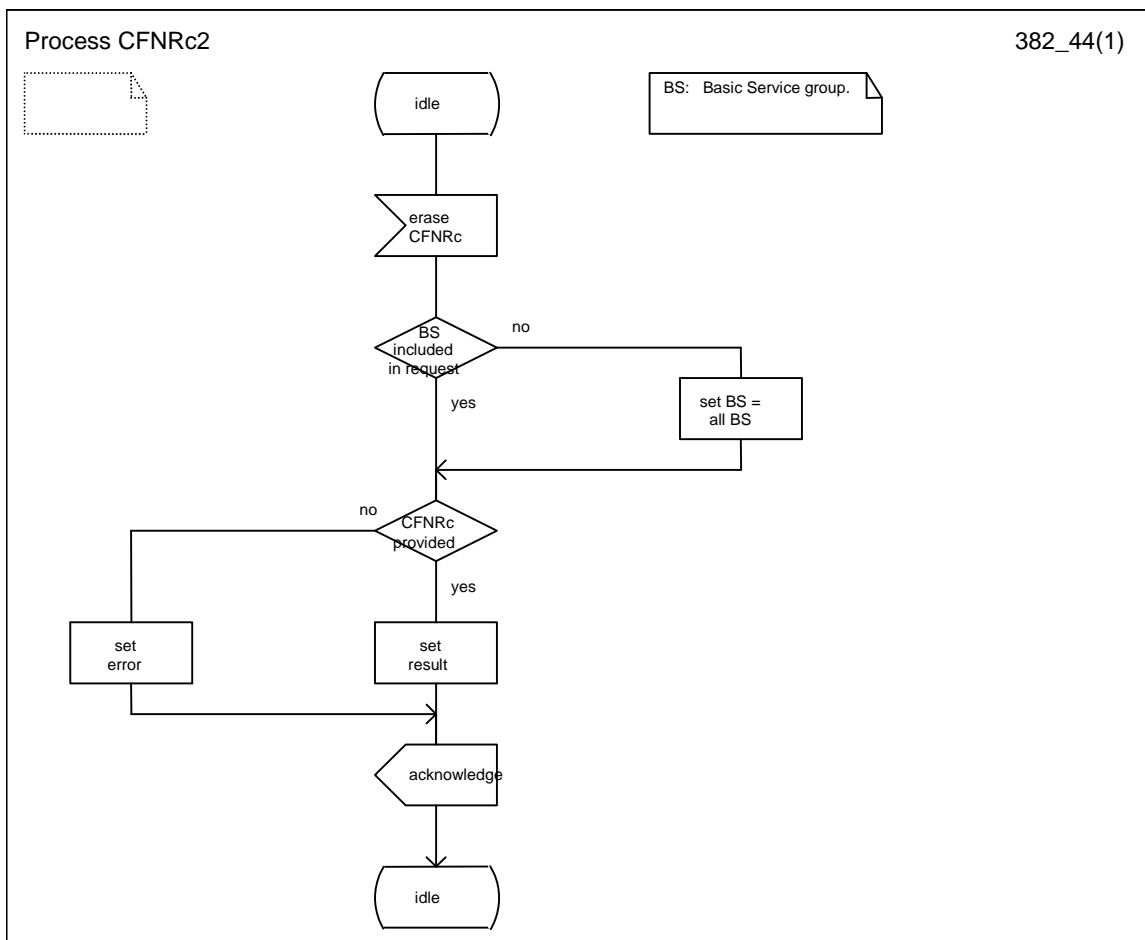 Process CFNRc2
382_44(1)
idle
BS: Basic Service group.
erase
CFNRc
BS
included
in request
no
yes
set BS =
all BS
no
CFNRc
provided
yes
set
error
set
result
acknowledge
idle